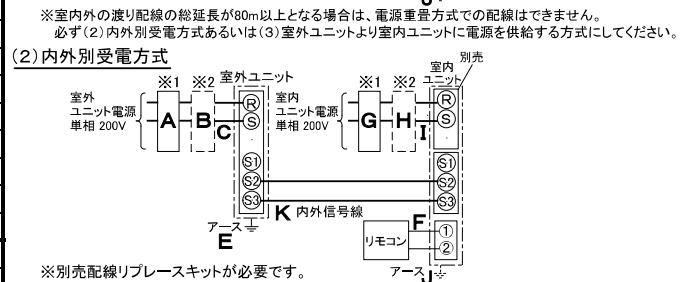 ※室内外の渡り配線の総延長が80m以上となる場合は、電源重畳方式での配線はできません。
必ず(2)内外別受電方式あるいは(3)室外ユニットより室内ユニットに電源を供給する方式にしてください。
(2)内外別受電方式
※1 ※2 室外ユニット
室外
ユニット電源
単相 200V
A B C
R
S
S1
S2
S3
アース
E
※1 ※2 室内
ユニット 別売
室内
ユニット電源
単相 200V
G H I
R
S
S1
S2
S3
K 内外信号線
リモコン F
①
②
アース J
※別売配線リプレースキットが必要です。